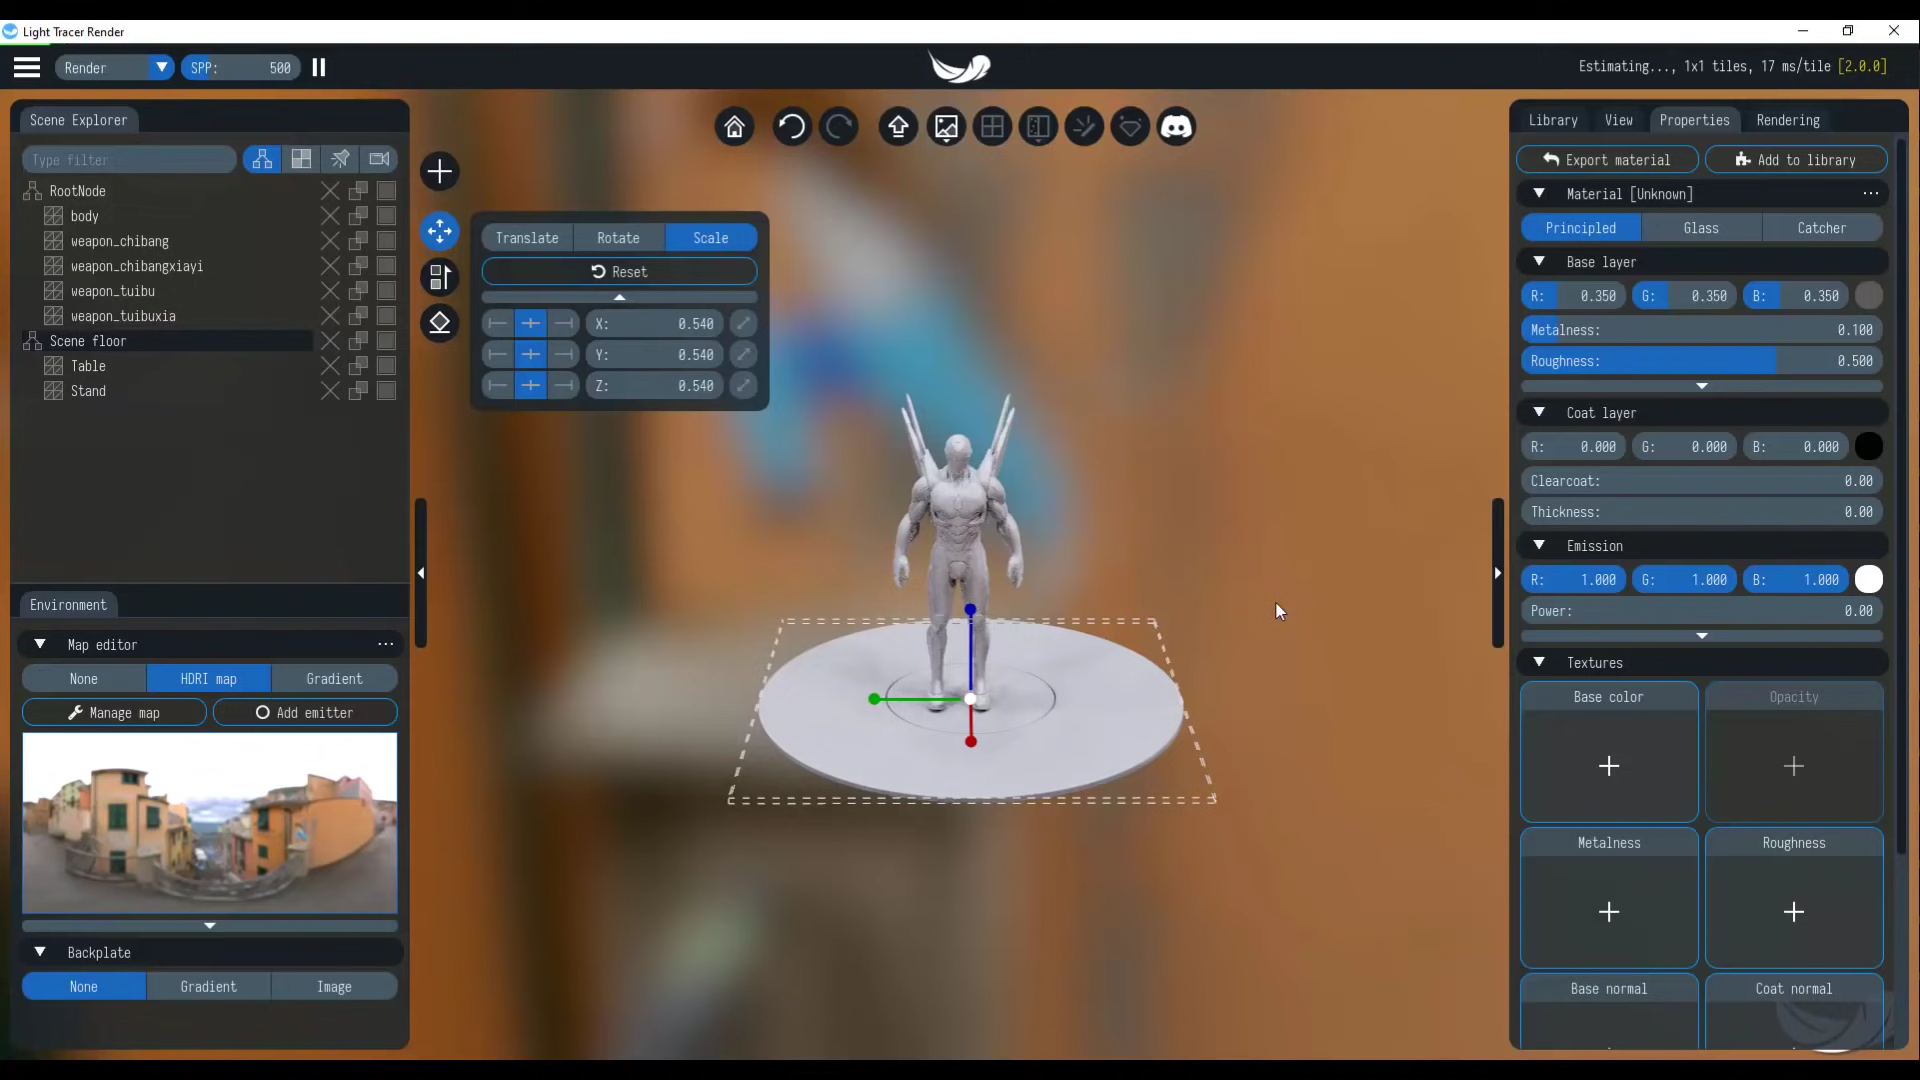 Light Tracer Render
Render
SPP: 500
Estimating..., 1x1 tiles, 17 ms/tile [2.0.0]
Scene Explorer
Type filter
RootNode
body
weapon_chibang
weapon_chibangxiayi
weapon_tuibu
weapon_tuibuxia
Scene floor
Table
Stand
Translate Rotate Scale
Reset
X: 0.540
Y: 0.540
Z: 0.540
Environment
Map editor
None HDRI map Gradient
Manage map Add emitter
Backplate
None Gradient Image
Library View Properties Rendering
Export material Add to library
Material [Unknown]
Principled Glass Catcher
Base layer
R: 0.350 G: 0.350 B: 0.350
Metalness: 0.100
Roughness: 0.500
Coat layer
R: 0.000 G: 0.000 B: 0.000
Clearcoat: 0.00
Thickness: 0.00
Emission
R: 1.000 G: 1.000 B: 1.000
Power: 0.00
Textures
Base color Opacity
Metalness Roughness
Base normal Coat normal